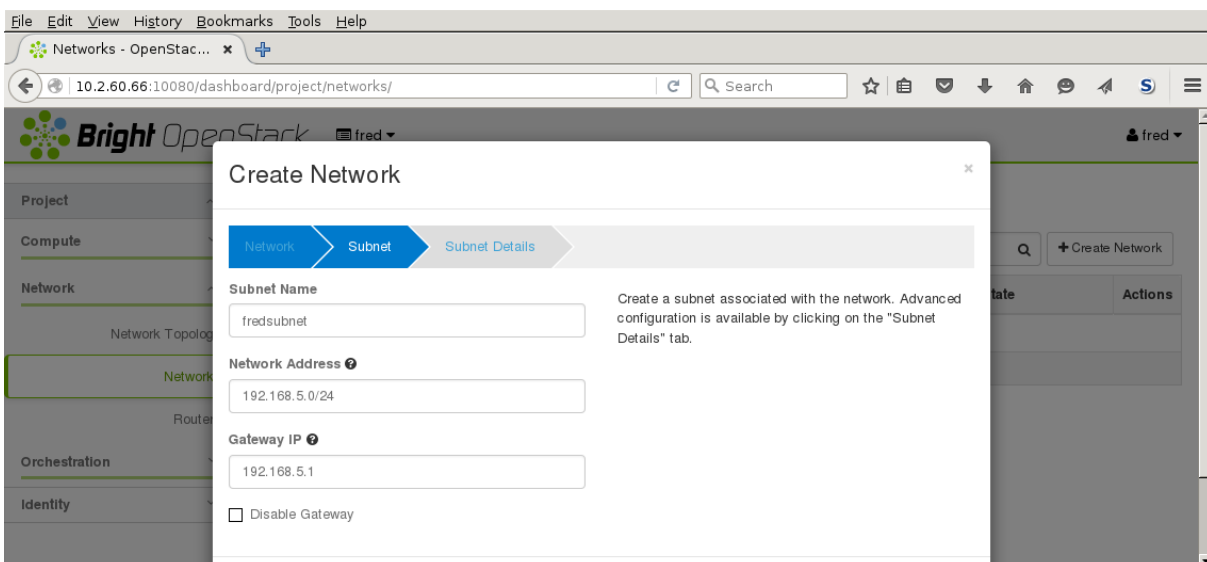 File Edit View History Bookmarks Tools Help
Networks - OpenStac...
10.2.60.66:10080/dashboard/project/networks/
Search
S
Bright OpenStack
fred
fred
Create Network
Project
Compute
Network
Subnet
Subnet Details
+ Create Network
Network
Subnet Name
fredsubnet
Create a subnet associated with the network. Advanced
configuration is available by clicking on the "Subnet
Details" tab.
Actions
Network Address
192.168.5.0/24
Gateway IP
192.168.5.1
Orchestration
Identity
Disable Gateway